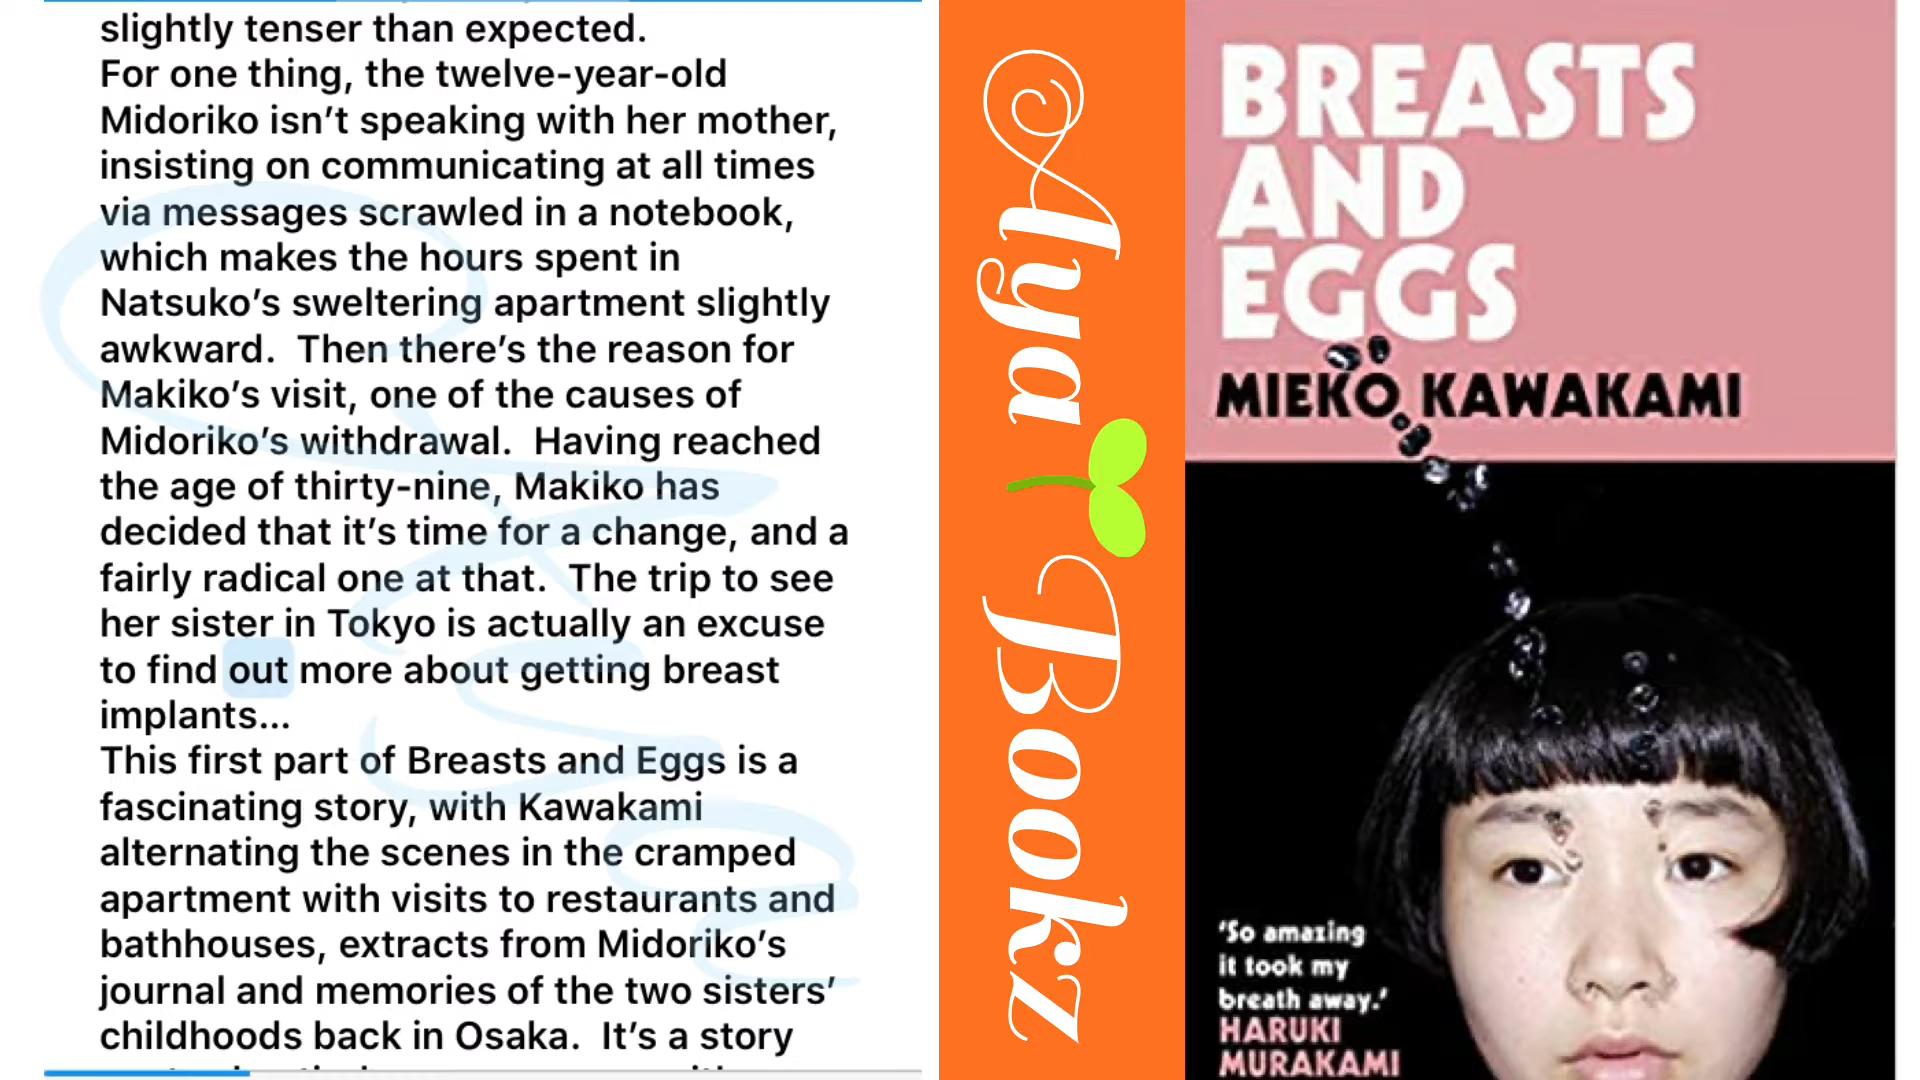 slightly tenser than expected.
For one thing, the twelve-year-old
Midoriko isn’t speaking with her mother,
insisting on communicating at all times
via messages scrawled in a notebook,
which makes the hours spent in
Natsuko’s sweltering apartment slightly
awkward.  Then there’s the reason for
Makiko’s visit, one of the causes of
Midoriko’s withdrawal.  Having reached
the age of thirty-nine, Makiko has
decided that it’s time for a change, and a
fairly radical one at that.  The trip to see
her sister in Tokyo is actually an excuse
to find out more about getting breast
implants...
This first part of Breasts and Eggs is a
fascinating story, with Kawakami
alternating the scenes in the cramped
apartment with visits to restaurants and
bathhouses, extracts from Midoriko’s
journal and memories of the two sisters’
childhoods back in Osaka.  It’s a story
Aya Bookz
BREASTS
AND
EGGS
MIEKO KAWAKAMI
‘So amazing
it took my
breath away.’
HARUKI
MURAKAMI